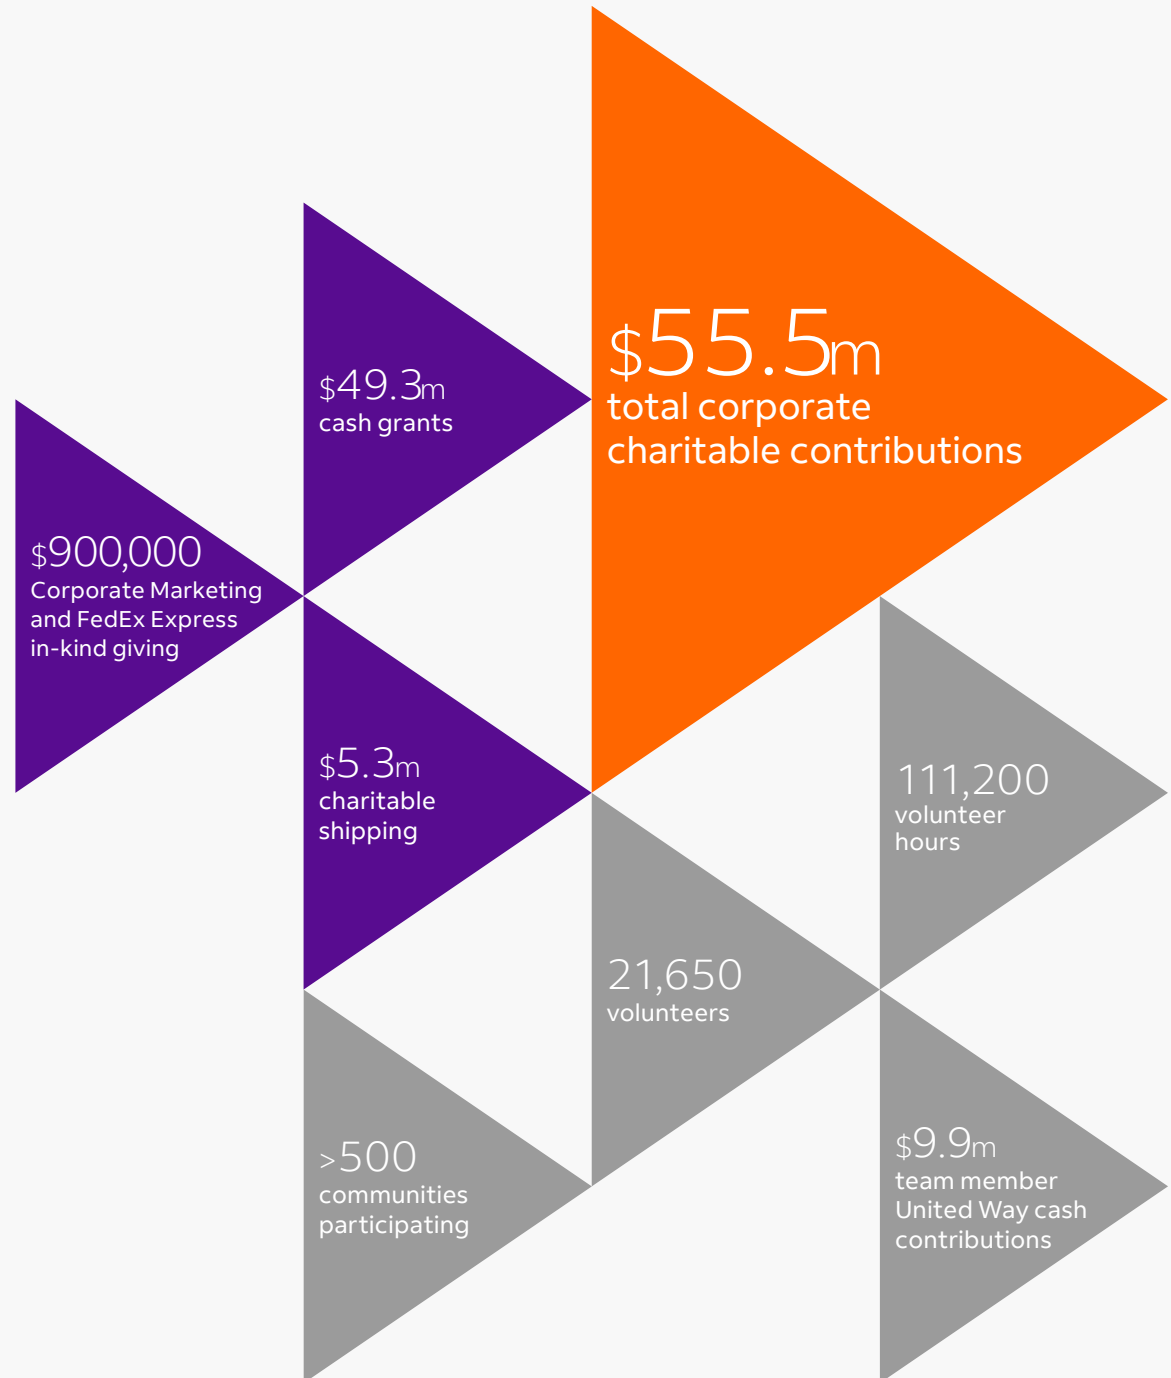 $55.5m
total corporate
charitable contributions
$49.3m
cash grants
$900,000
Corporate Marketing
and FedEx Express
in-kind giving
$5.3m
charitable
shipping
111,200
volunteer
hours
21,650
volunteers
>500
communities
participating
$9.9m
team member
United Way cash
contributions